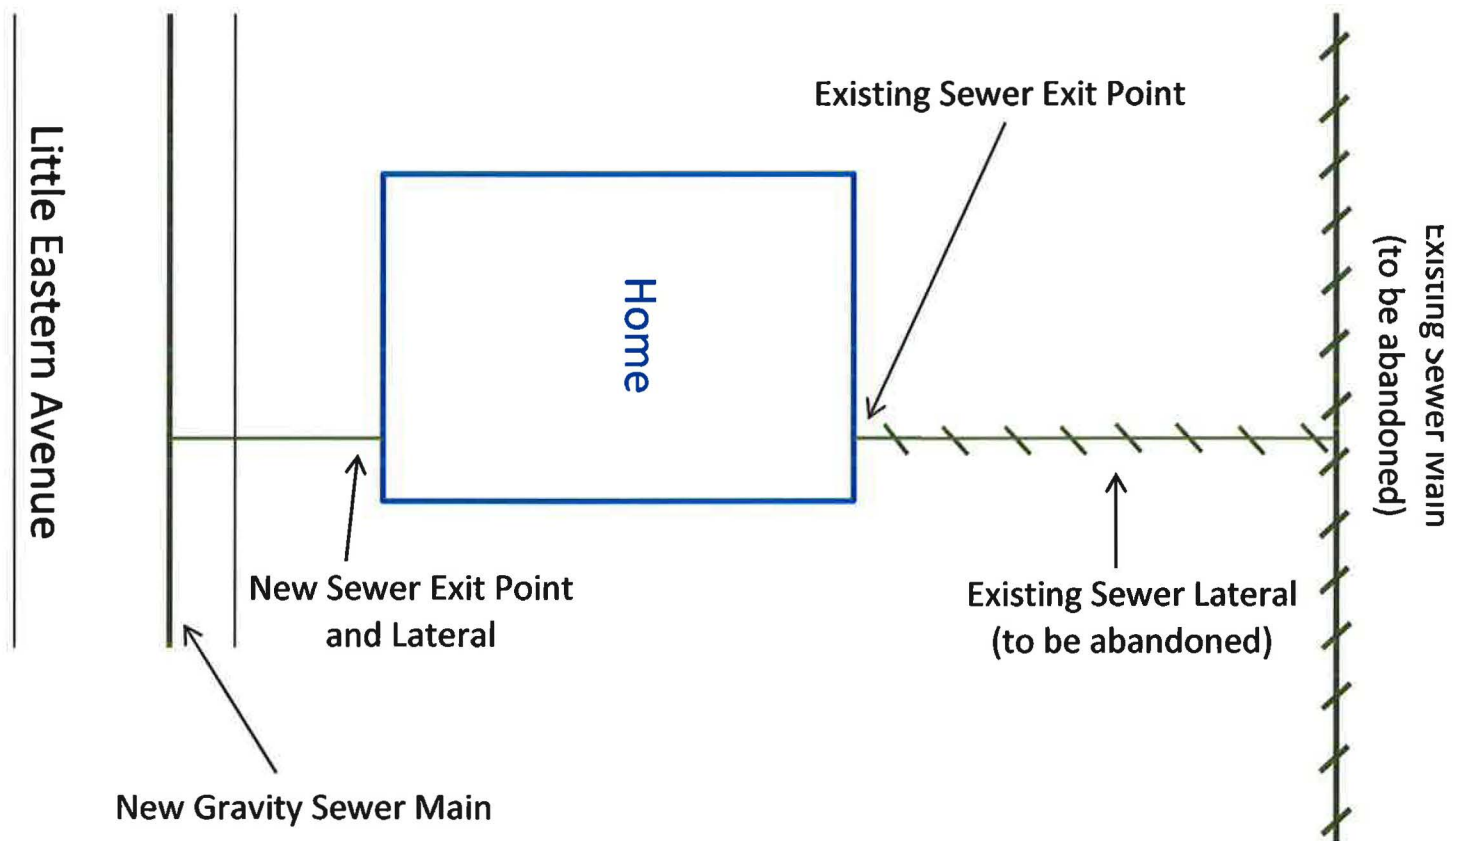 Existing Sewer Exit Point
Little Eastern Avenue
Home
Existing Sewer Main
(to be abandoned)
New Sewer Exit Point
and Lateral
Existing Sewer Lateral
(to be abandoned)
New Gravity Sewer Main